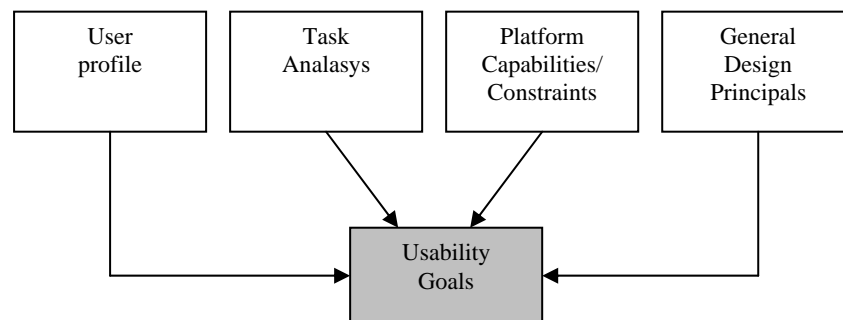 User
profile
Task
Analasys
Platform
Capabilities/
Constraints
General
Design
Principals
Usability
Goals